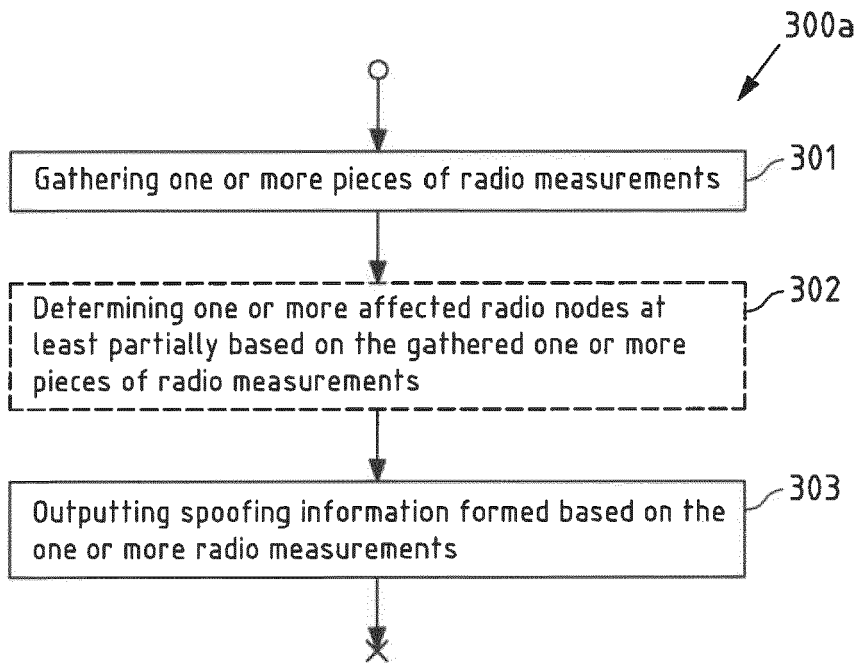 300a
Gathering one or more pieces of radio measurements
301
Determining one or more affected radio nodes at
least partially based on the gathered one or more
pieces of radio measurements
302
Outputting spoofing information formed based on the
one or more radio measurements
303